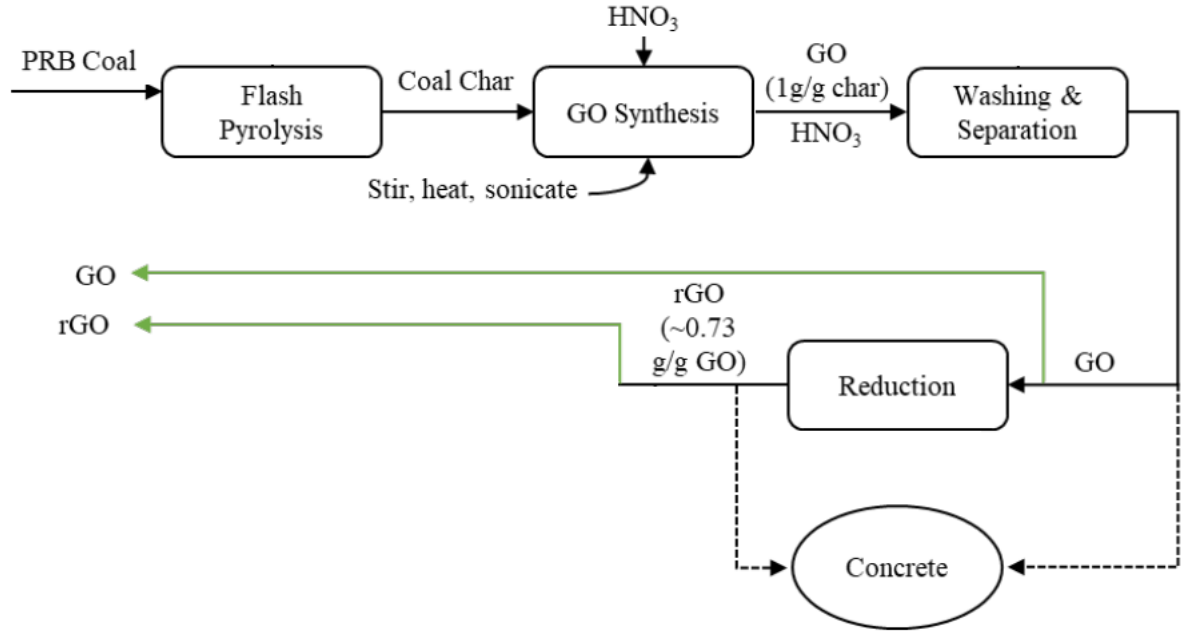 PRB Coal
Flash
Pyrolysis
Coal Char
HNO₃
GO Synthesis
Stir, heat, sonicate
GO
(1g/g char)
HNO₃
Washing &
Separation
GO
rGO
rGO
(~0.73
g/g GO)
Reduction
GO
Concrete